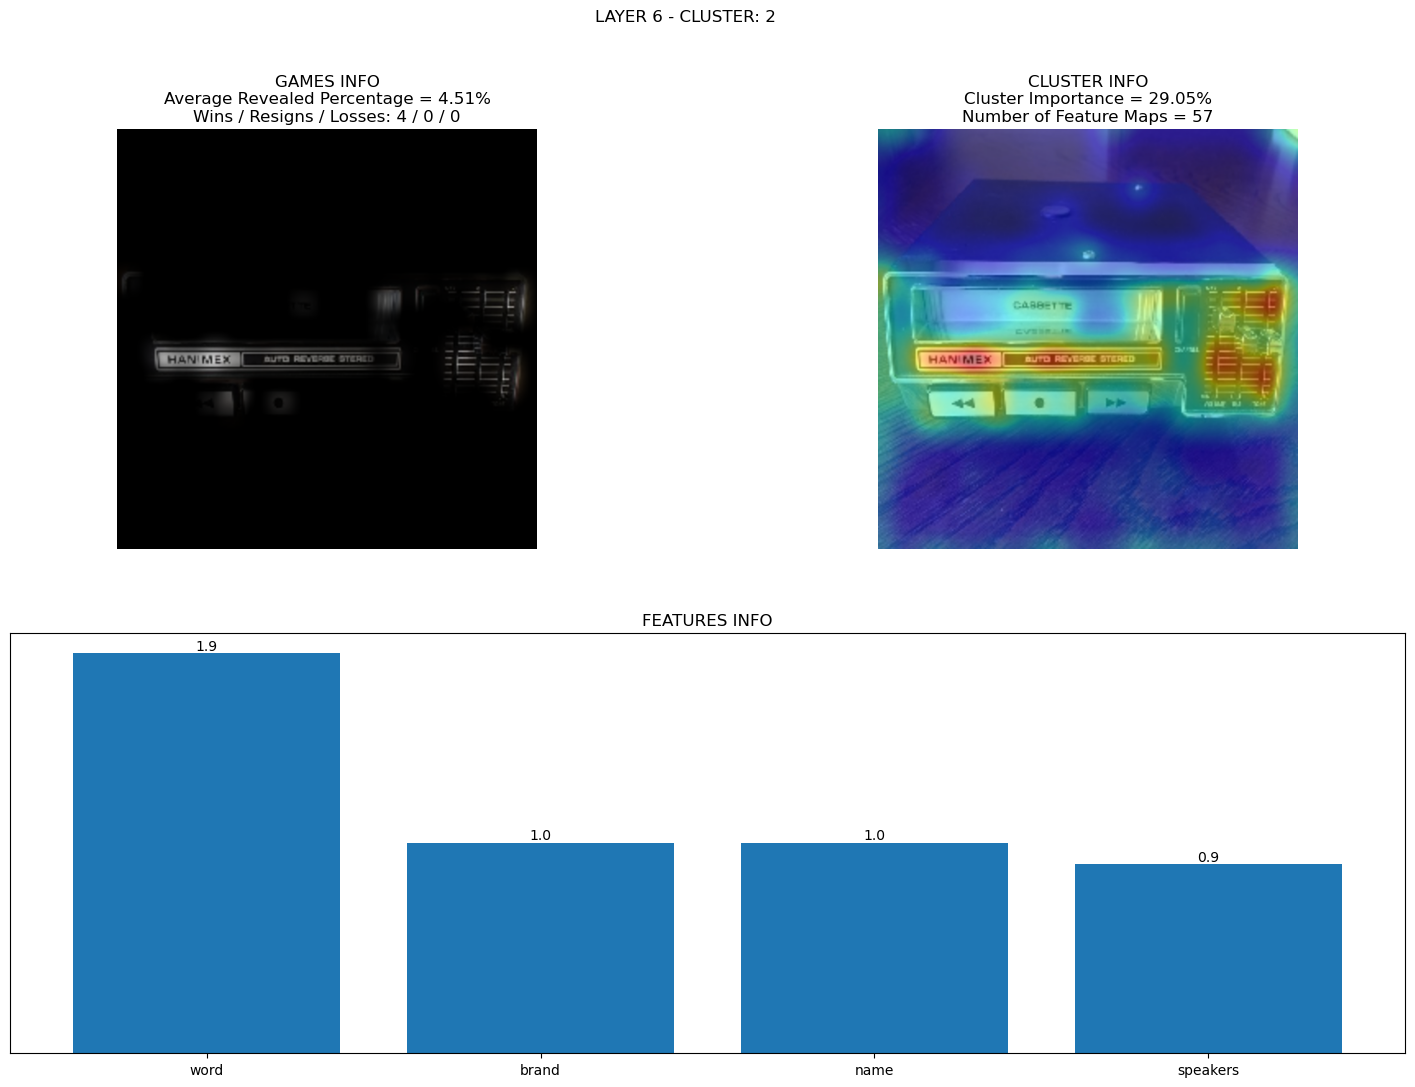 LAYER 6 - CLUSTER: 2
GAMES INFO
Average Revealed Percentage = 4.51%
Wins / Resigns / Losses: 4 / 0 / 0
CLUSTER INFO
Cluster Importance = 29.05%
Number of Feature Maps = 57
HANIMEX AUTO REVERSE STEREO
CASSETTE
HANIMEX AUTO REVERSE STEREO
FEATURES INFO
1.9
1.0
1.0
0.9
word
brand
name
speakers